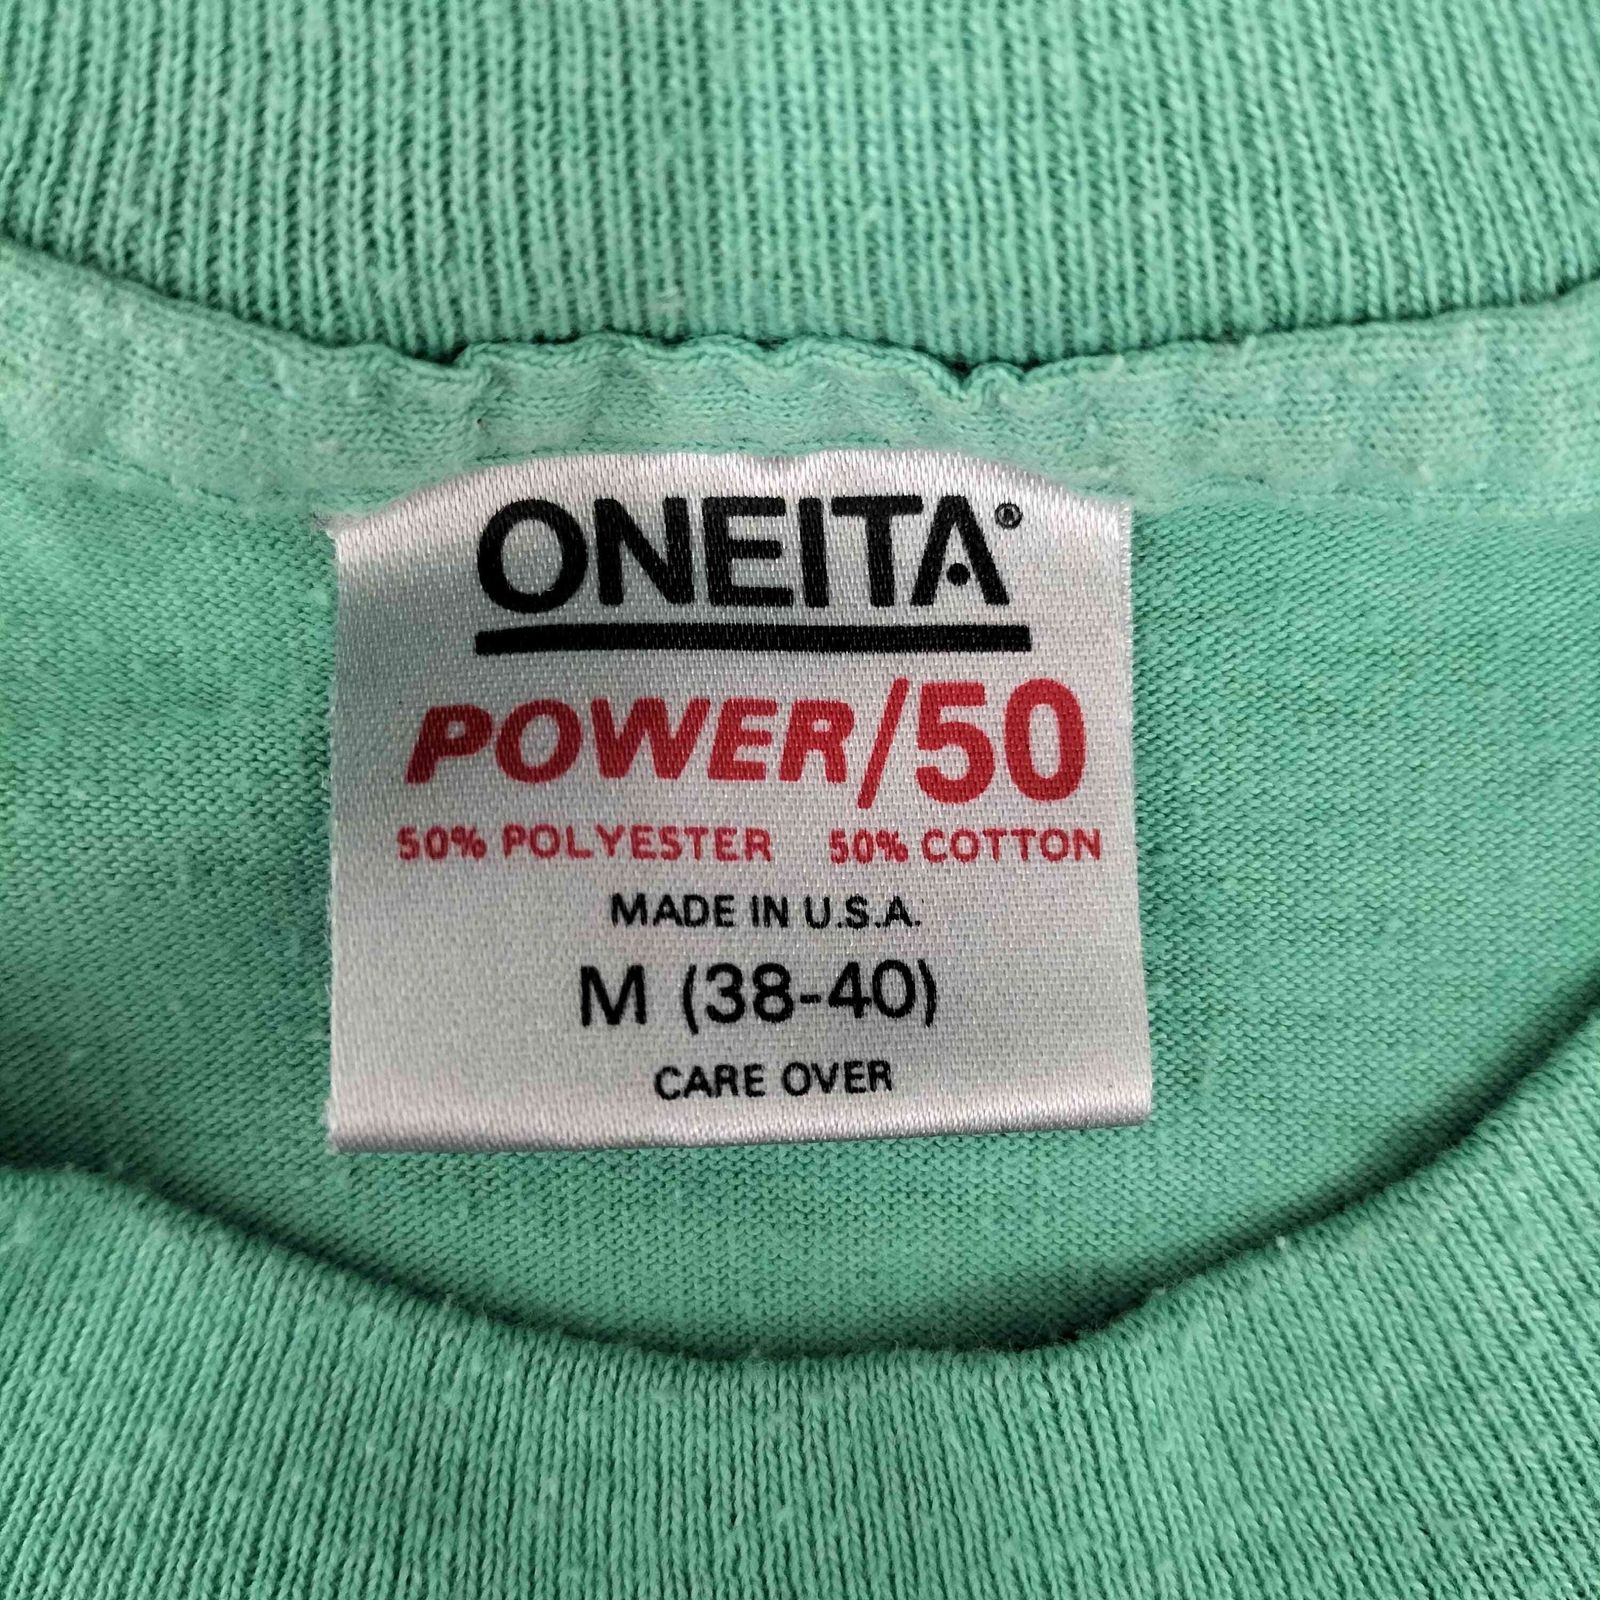 ONEITA®
POWER/50
50% POLYESTER 50% COTTON
MADE IN U.S.A.
M (38-40)
CARE OVER